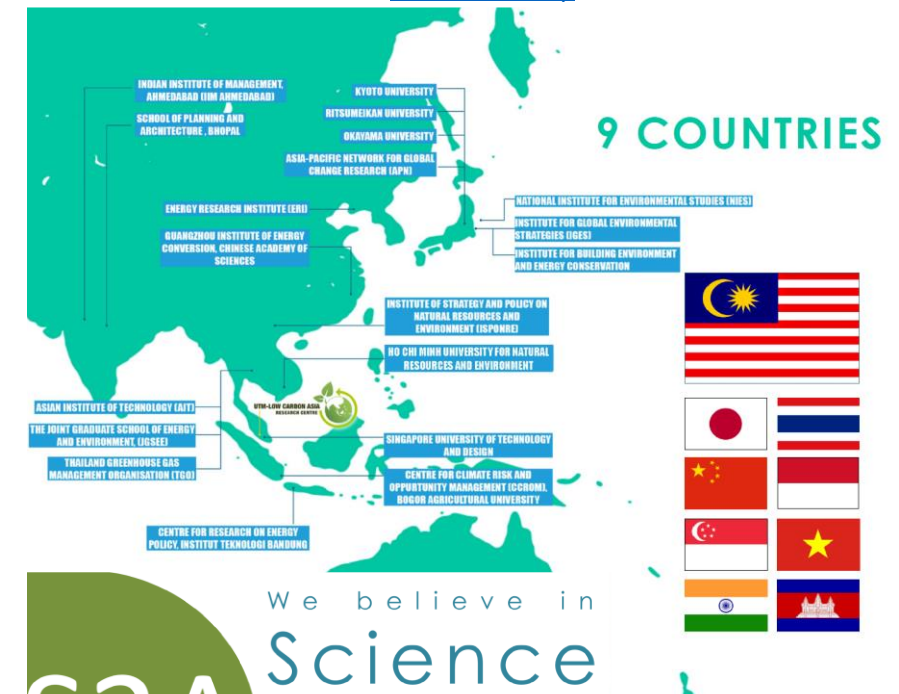 INDIAN INSTITUTE OF MANAGEMENT,
AHMEDABAD (IIM AHMEDABAD)
SCHOOL OF PLANNING AND
ARCHITECTURE , BHOPAL
KYOTO UNIVERSITY
RITSUMEIKAN UNIVERSITY
OKAYAMA UNIVERSITY
ASIA-PACIFIC NETWORK FOR GLOBAL
CHANGE RESEARCH (APN)
9 COUNTRIES
ENERGY RESEARCH INSTITUTE (ERI)
GUANGZHOU INSTITUTE OF ENERGY
CONVERSION, CHINESE ACADEMY OF
SCIENCES
NATIONAL INSTITUTE FOR ENVIRONMENTAL STUDIES (NIES)
INSTITUTE FOR GLOBAL ENVIRONMENTAL
STRATEGIES (IGES)
INSTITUTE FOR BUILDING ENVIRONMENT
AND ENERGY CONSERVATION
INSTITUTE OF STRATEGY AND POLICY ON
NATURAL RESOURCES AND
ENVIRONMENT (ISPONRE)
HO CHI MINH UNIVERSITY FOR NATURAL
RESOURCES AND ENVIRONMENT
UTM-LOW CARBON ASIA
RESEARCH CENTRE
ASIAN INSTITUTE OF TECHNOLOGY (AIT)
THE JOINT GRADUATE SCHOOL OF ENERGY
AND ENVIRONMENT, (JGSEE)
THAILAND GREENHOUSE GAS
MANAGEMENT ORGANISATION (TGO)
SINGAPORE UNIVERSITY OF TECHNOLOGY
AND DESIGN
CENTRE FOR CLIMATE RISK AND
OPPURTUNITY MANAGEMENT (CCROM),
BOGOR AGRICULTURAL UNIVERSITY
CENTRE FOR RESEARCH ON ENERGY
POLICY, INSTITUT TEKNOLOGI BANDUNG
We believe in
Science
S2A